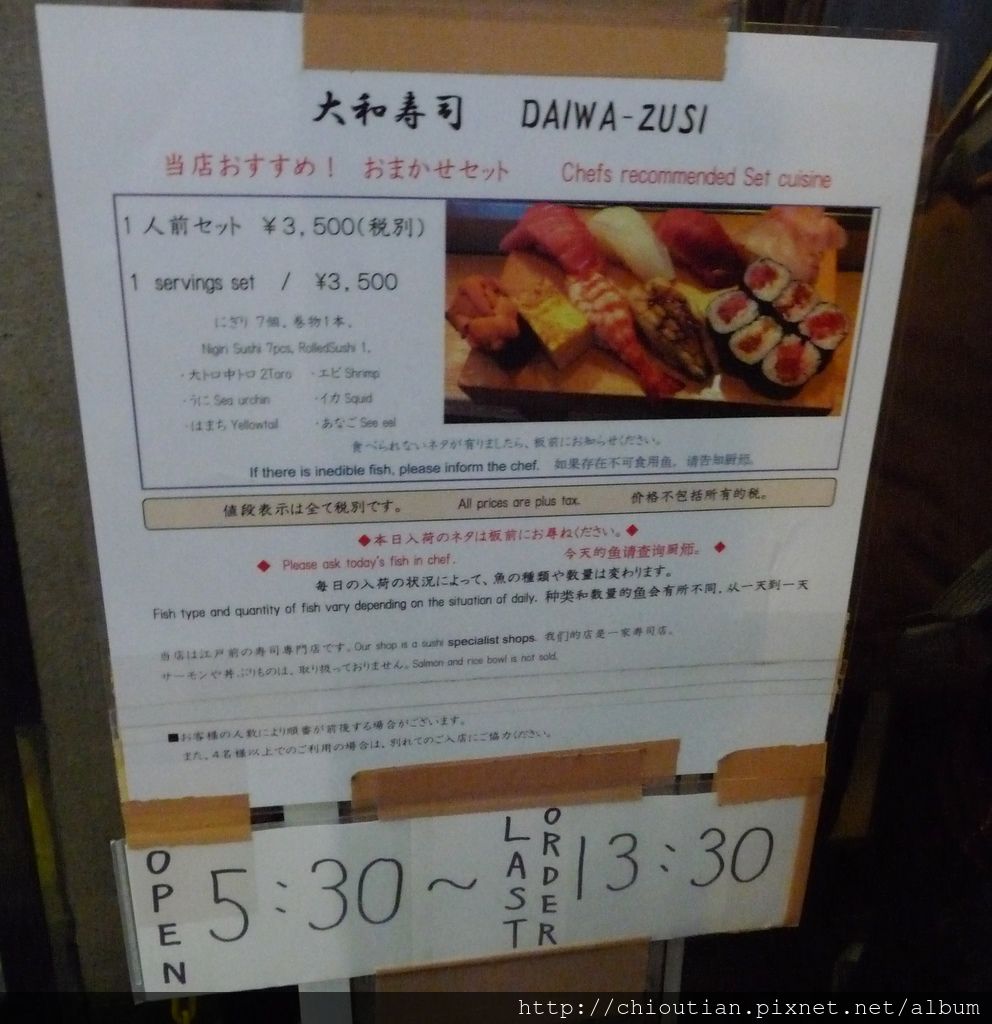 大和寿司 DAIWA-ZUSI
当店おすすめ！ おまかせセット Chefs recommended Set cuisine
1人前セット ￥3,500(税別)
1 servings set / ￥3,500
にぎり 7個、巻物1本、
Nigiri Sushi 7pcs, RolledSushi 1,
・大トロ中トロ 2Toro ・エビ Shrimp
・うに Sea urchin ・イカ Squid
・はまち Yellowtail ・あなご See eel
食べられないネタが有りましたら、板前にお知らせください。
If there is inedible fish, please inform the chef. 如果存在不可食用鱼，请告知厨师。
値段表示は全て税別です。 All prices are plus tax. 价格不包括所有的税。
◆本日入荷のネタは板前にお尋ねください。◆
◆ Please ask today's fish in chef. 今天的鱼请查询厨师。 ◆
毎日の入荷の状況によって、魚の種類や数量は変わります。
Fish type and quantity of fish vary depending on the situation of daily. 种类和数量的鱼会有所不同，从一天到一天
当店は江戸前の寿司専門店です。Our shop is a sushi specialist shops. 我们的店是一家寿司店。
サーモンや丼ぶりものは、取り扱っておりません。Salmon and rice bowl is not sold.
■お客様の人数により順番が前後する場合がございます。
また、4名様以上でのご利用の場合は、別れてのご入店にご協力ください。
OPEN 5:30～ LAST ORDER 13:30
http://chioutian.pixnet.net/album